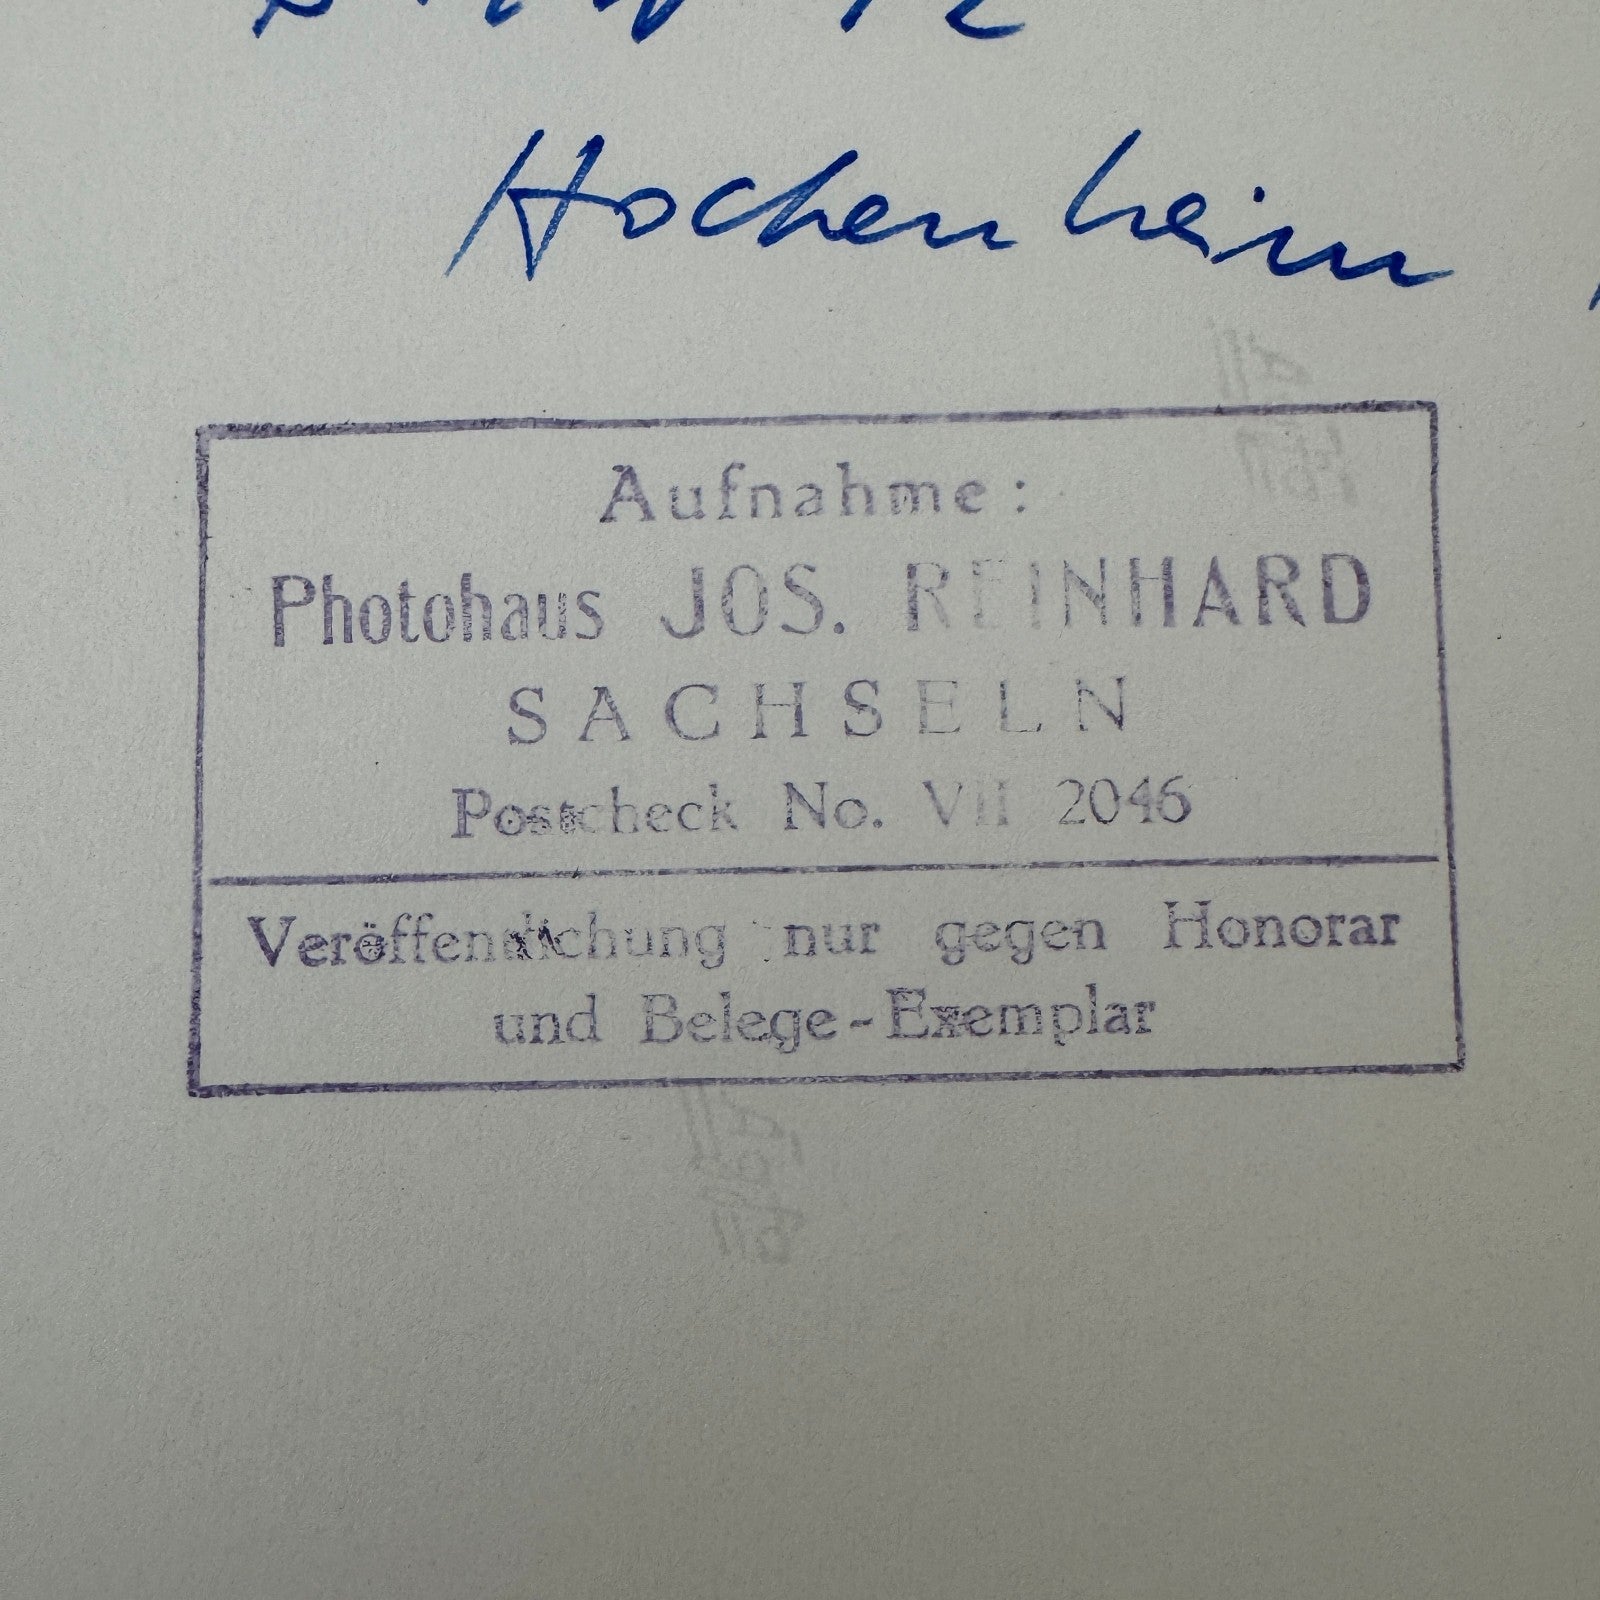 Hochenheim
Aufnahme:
Photohaus JOS. REINHARD
SACHSELN
Postcheck No. VII 2046
Veröffentlichung nur gegen Honorar
und Belege-Exemplar